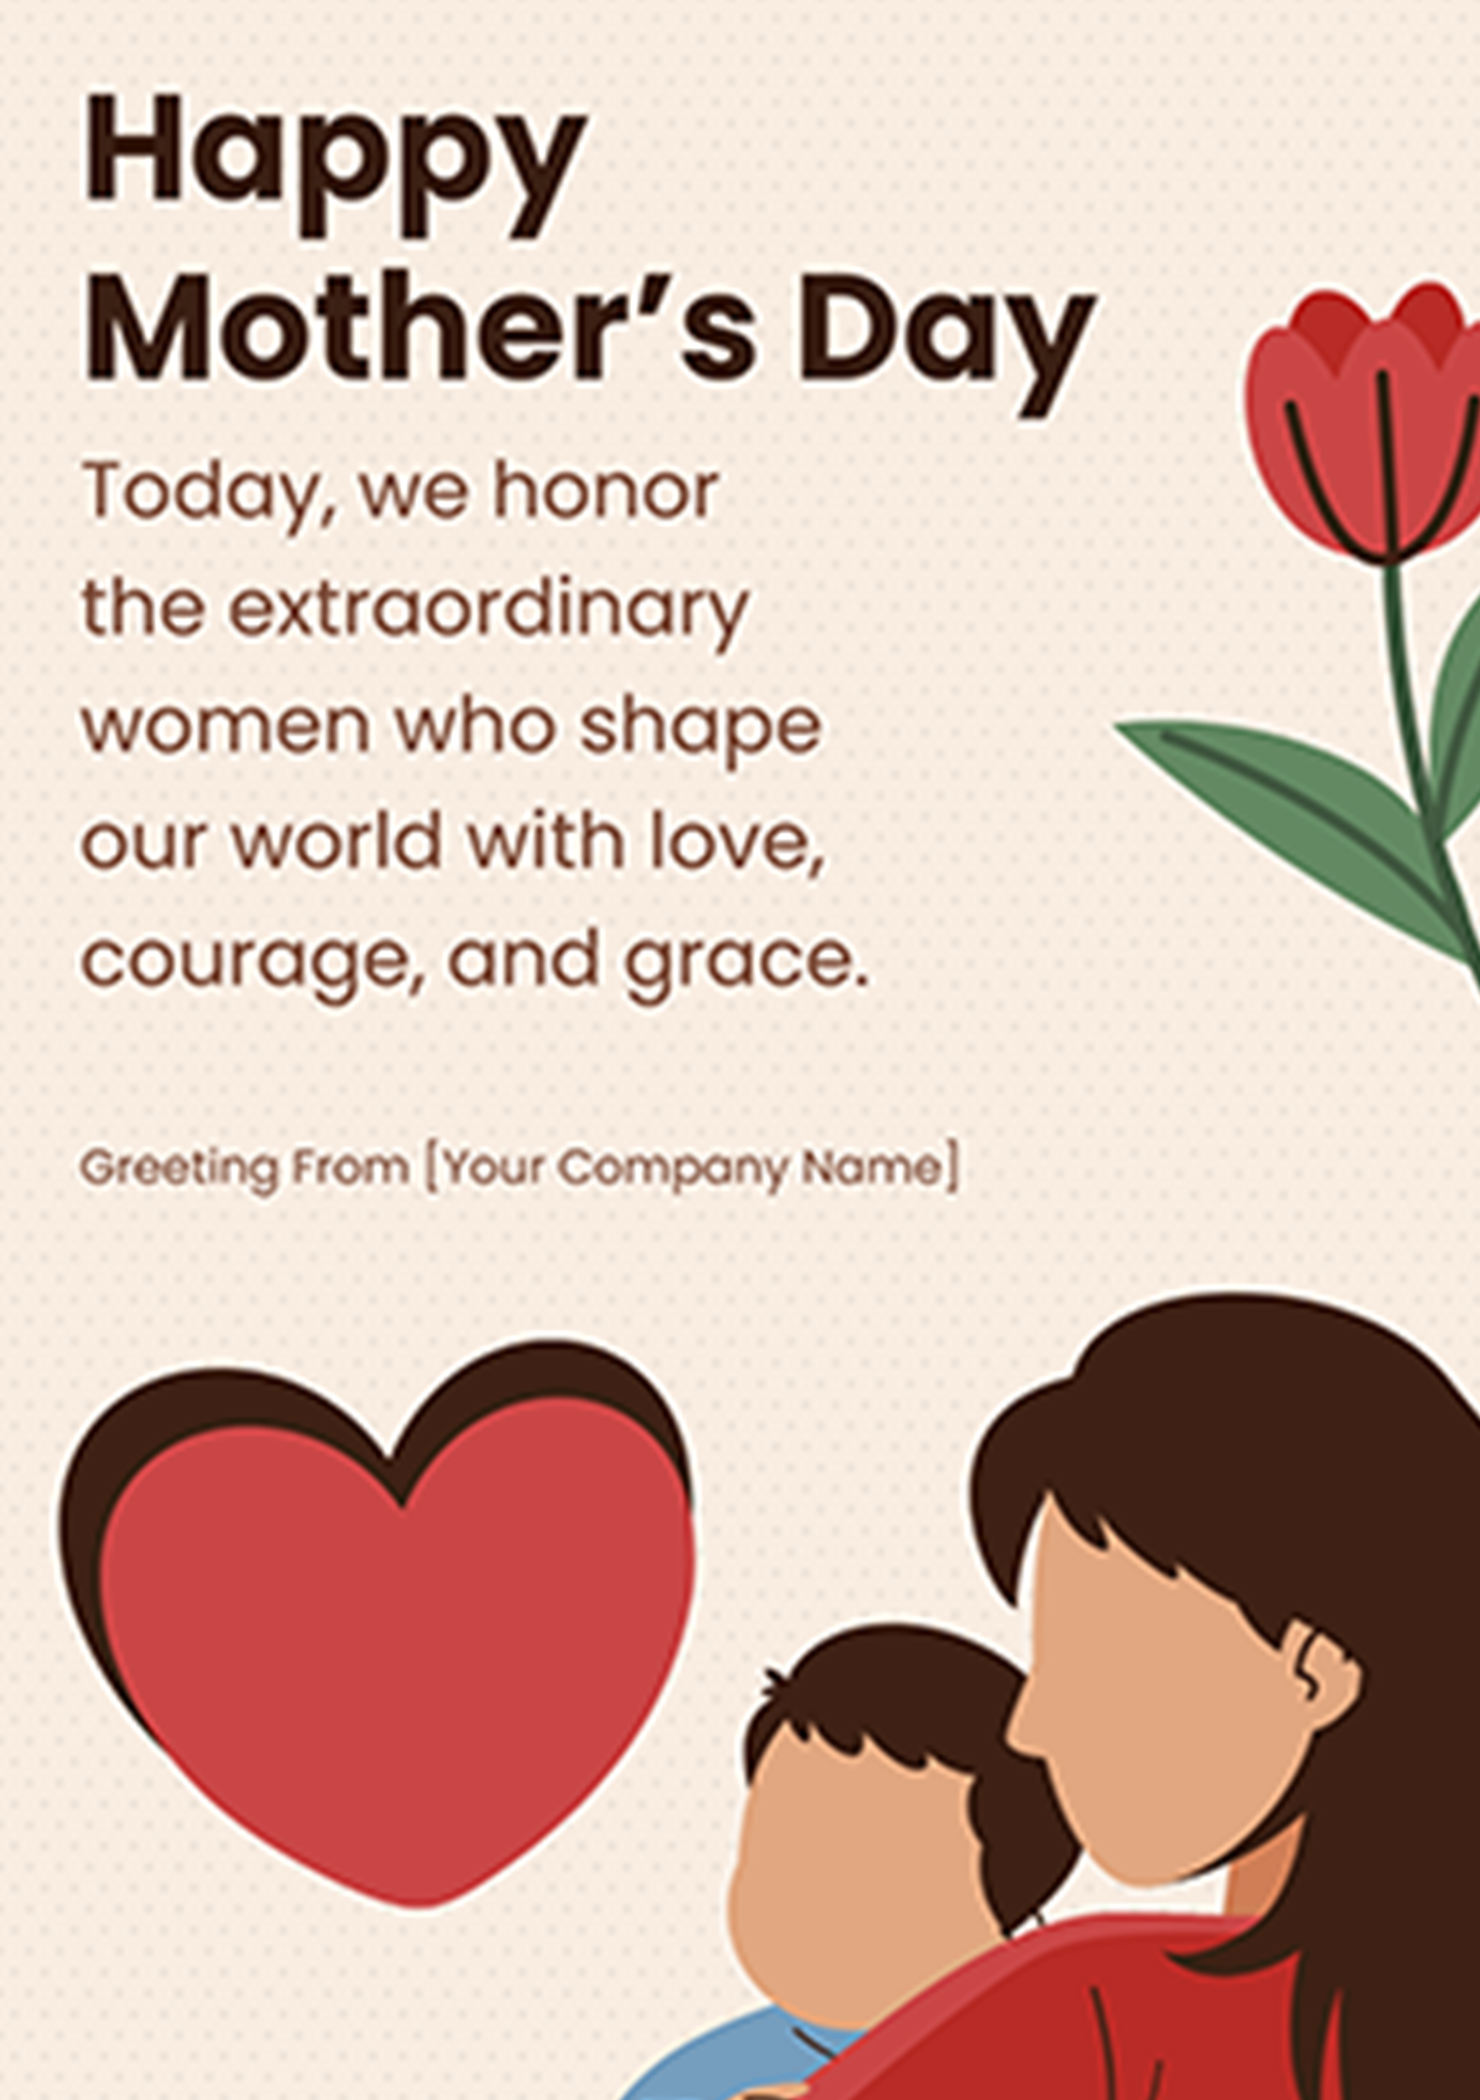 Happy
Mother’s Day
Today, we honor
the extraordinary
women who shape
our world with love,
courage, and grace.
Greeting From [Your Company Name]